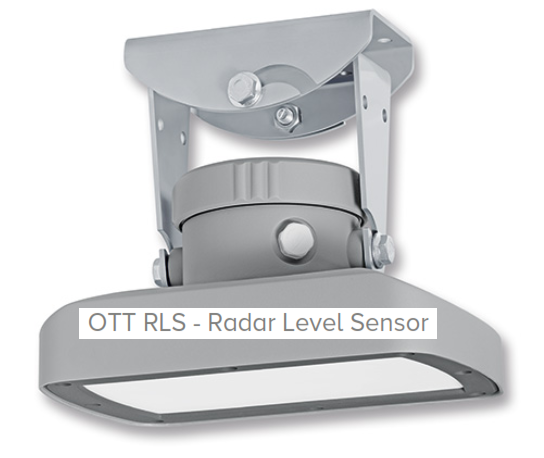 OTT RLS - Radar Level Sensor